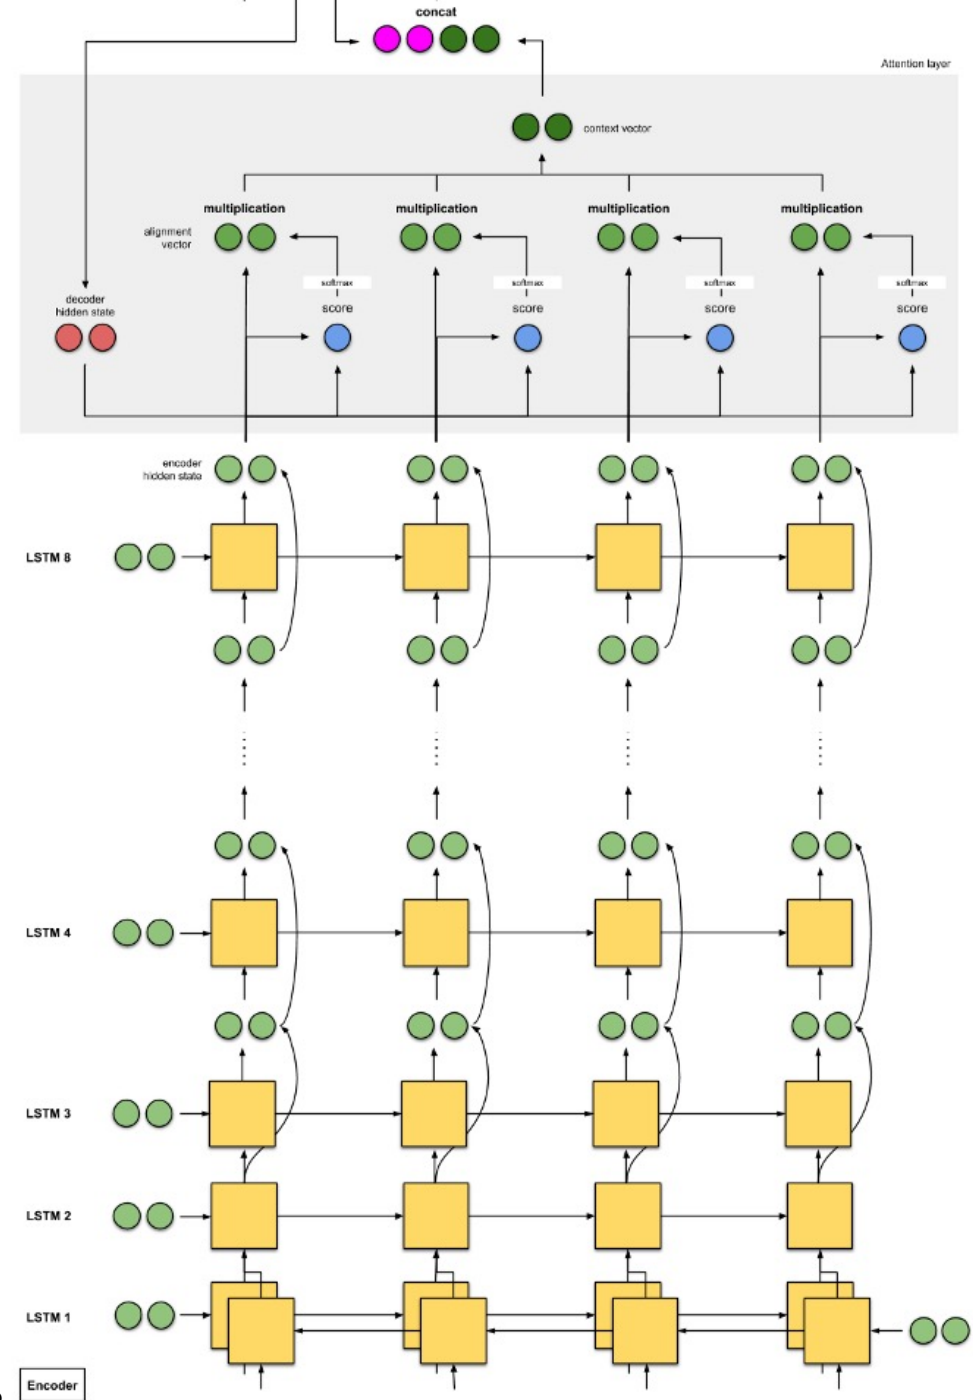 concat
Attention layer
context vector
multiplication multiplication multiplication multiplication
alignment
vector
softmax softmax softmax softmax
decoder
hidden state
score score score score
encoder
hidden state
LSTM 8
LSTM 4
LSTM 3
LSTM 2
LSTM 1
Encoder